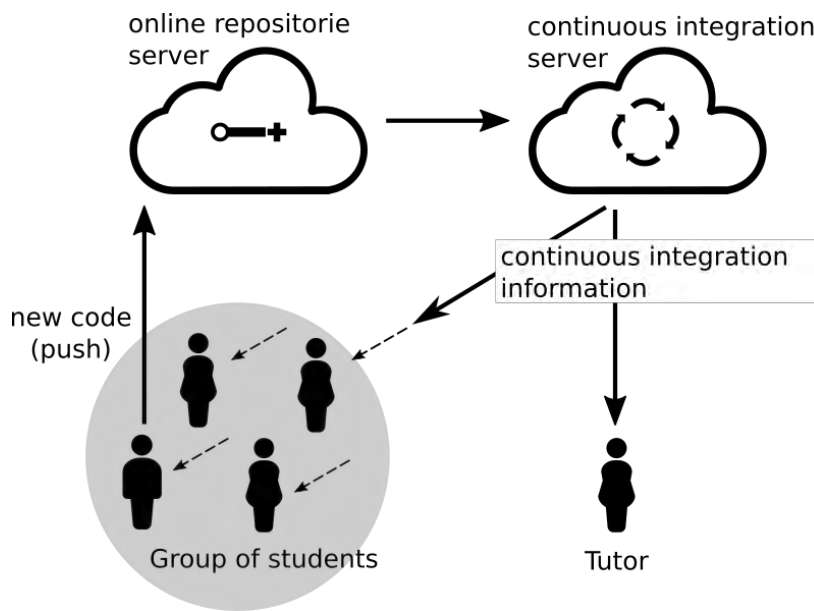 online repositorie
server
continuous integration
server
continuous integration
information
new code
(push)
Group of students
Tutor